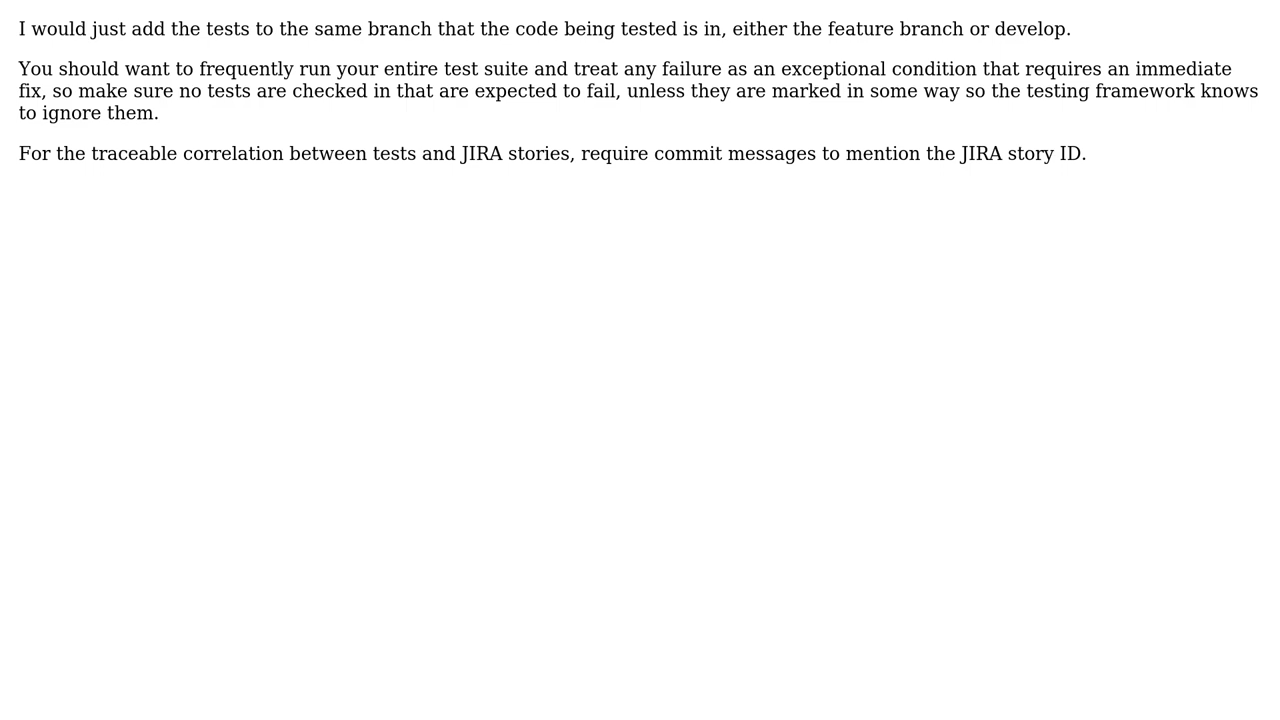 I would just add the tests to the same branch that the code being tested is in, either the feature branch or develop.
You should want to frequently run your entire test suite and treat any failure as an exceptional condition that requires an immediate
fix, so make sure no tests are checked in that are expected to fail, unless they are marked in some way so the testing framework knows
to ignore them.
For the traceable correlation between tests and JIRA stories, require commit messages to mention the JIRA story ID.